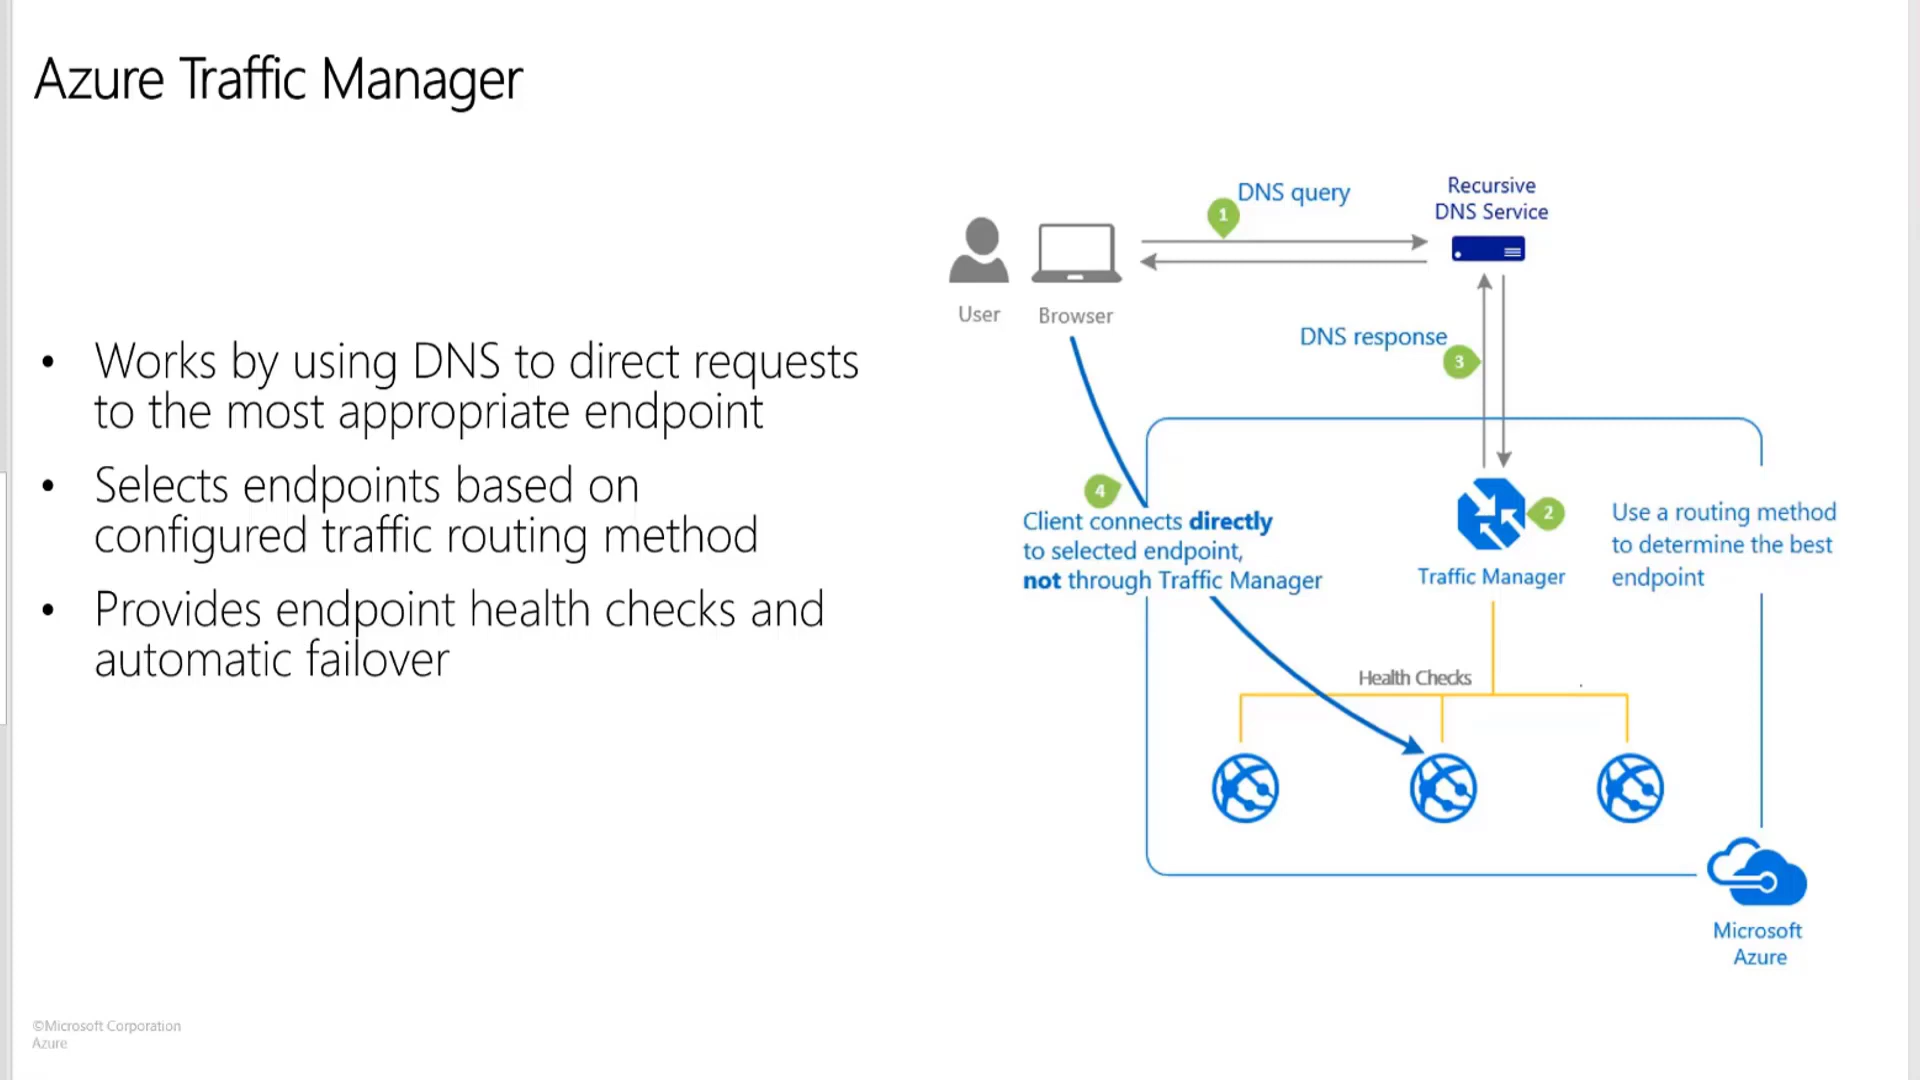 Azure Traffic Manager
• Works by using DNS to direct requests
to the most appropriate endpoint
• Selects endpoints based on
configured traffic routing method
• Provides endpoint health checks and
automatic failover
1
DNS query
Recursive
DNS Service
User
Browser
DNS response
3
4
Client connects directly
to selected endpoint,
not through Traffic Manager
2
Traffic Manager
Use a routing method
to determine the best
endpoint
Health Checks
Microsoft
Azure
©Microsoft Corporation
Azure